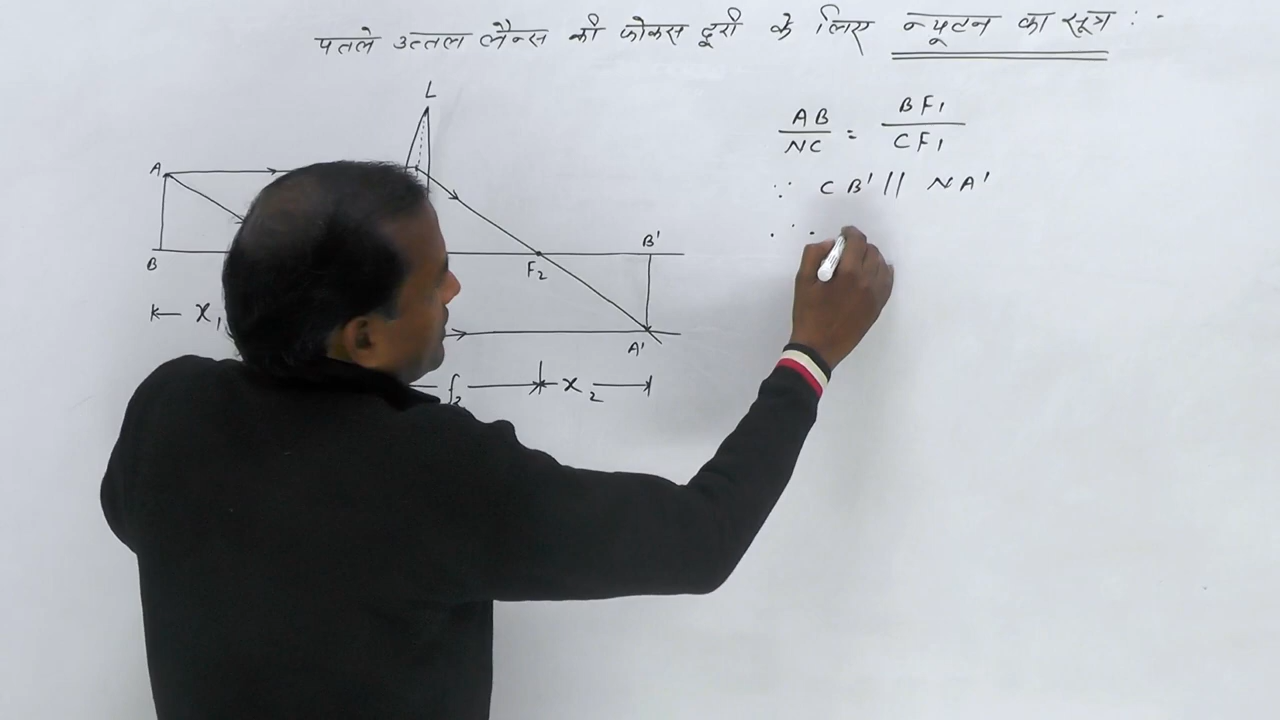 पतले उत्तल लैन्स की फोकस दूरी के लिए न्यूटन का सूत्र :-
L
A
B
B'
F₂
A'
x₁
f₂
x₂
AB/NC = BF₁/CF₁
∵ CB' // NA'
∴